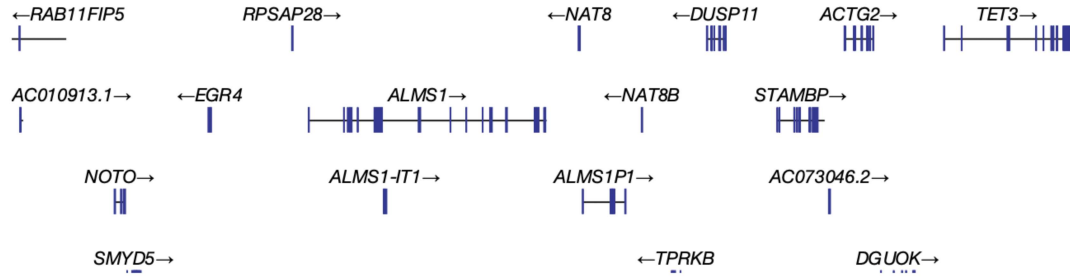 ←RAB11FIP5 RPSAP28→ ←NAT8 ←DUSP11 ACTG2→ TET3→
AC010913.1→ ←EGR4 ALMS1→ ←NAT8B STAMBP→
NOTO→ ALMS1-IT1→ ALMS1P1→ AC073046.2→
SMYD5→ ←TPRKB DGUOK→